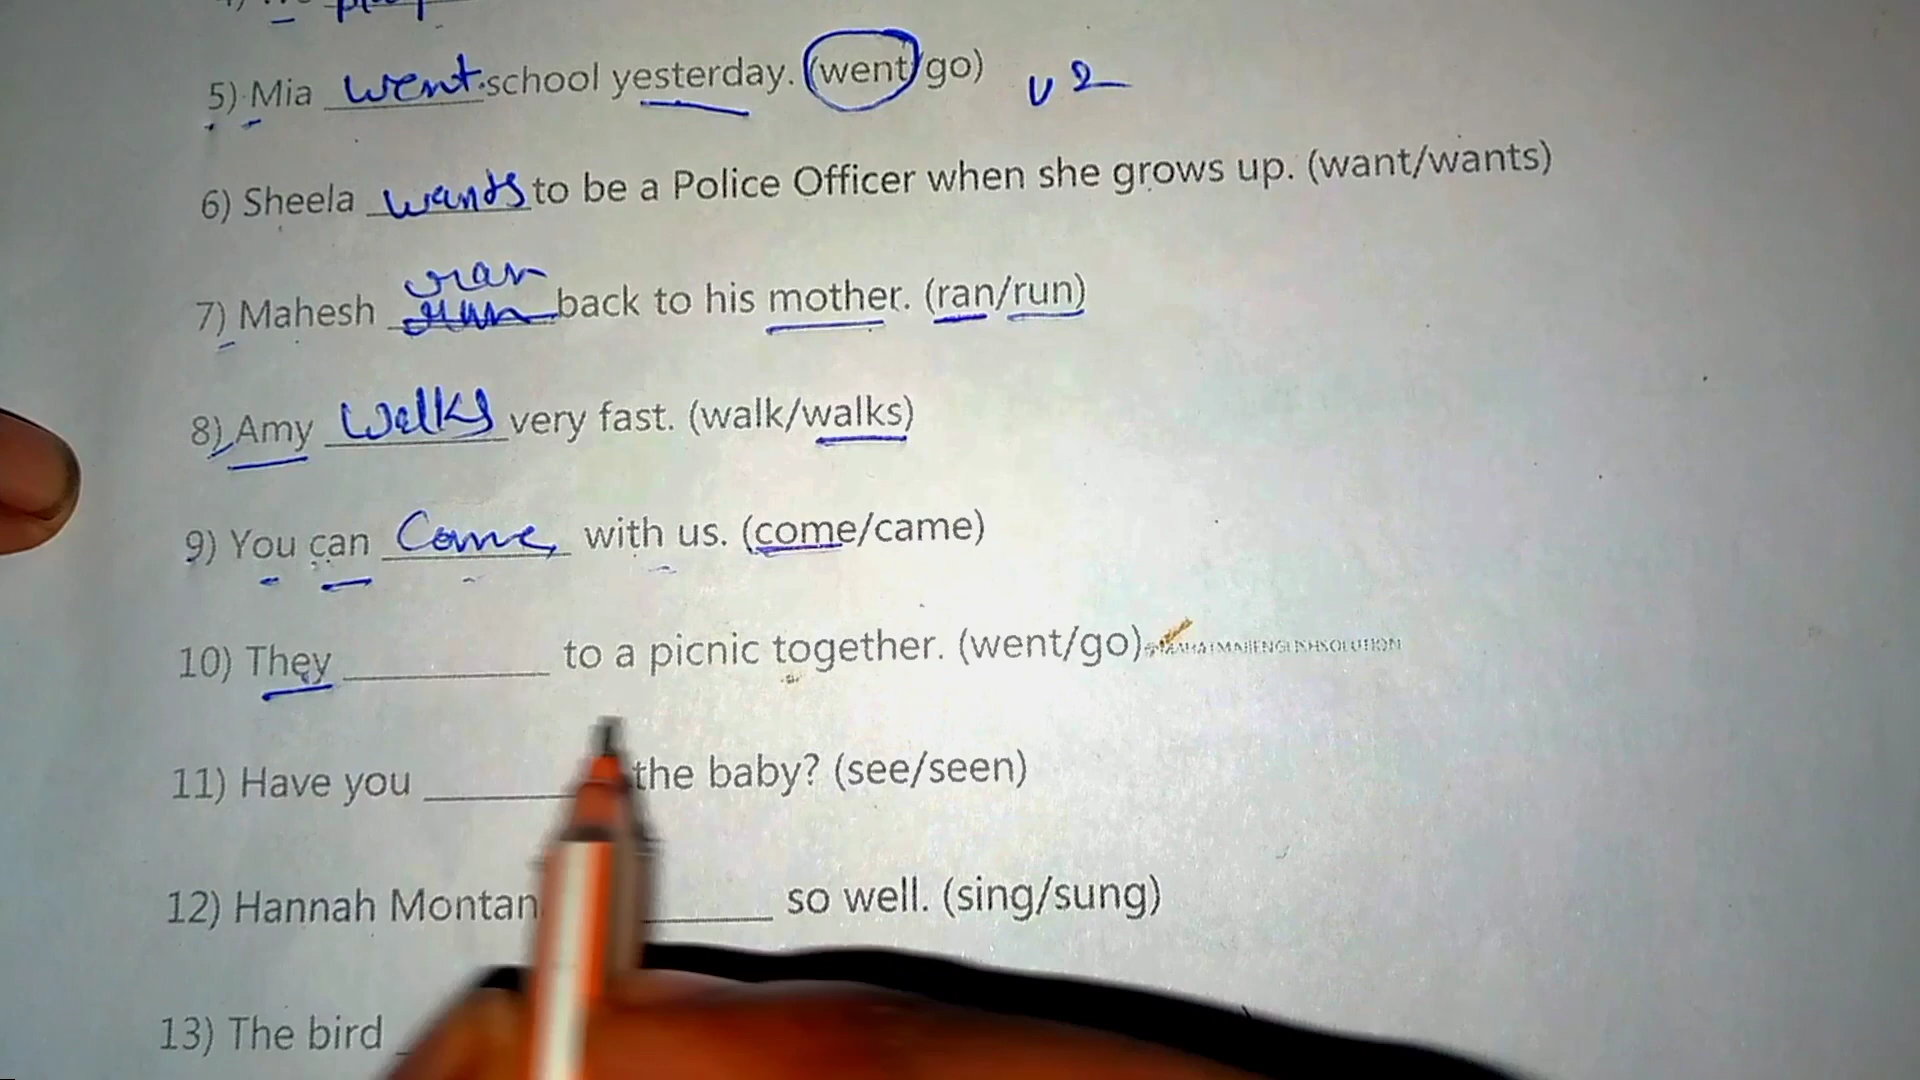 5) Mia went school yesterday. (went/go) v2
6) Sheela wants to be a Police Officer when she grows up. (want/wants)
ran
7) Mahesh run back to his mother. (ran/run)
8) Amy walks very fast. (walk/walks)
9) You can Come with us. (come/came)
10) They __________ to a picnic together. (went/go)
11) Have you ________ the baby? (see/seen)
12) Hannah Montan ______ so well. (sing/sung)
13) The bird